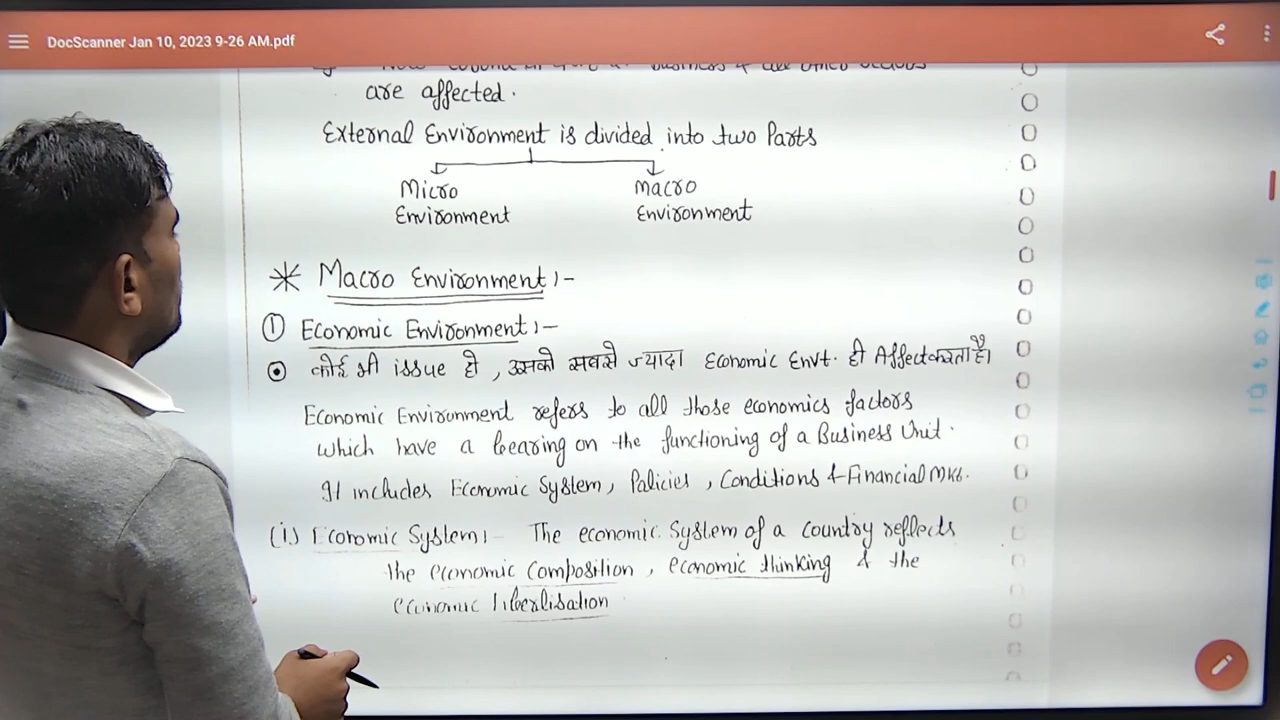 DocScanner Jan 10, 2023 9-26 AM.pdf
are affected.
External Environment is divided into two Parts
Micro Environment
Macro Environment
* Macro Environment :-
① Economic Environment :-
कोई भी issue हो, उसको सबसे ज्यादा Economic Envt. ही Affect करता है।
Economic Environment refers to all those economics factors
which have a bearing on the functioning of a Business Unit.
It includes Economic System, Policies, Conditions & Financial Mkt.
(i) Economic System :- The economic System of a country reflects
the economic Composition, economic thinking & the
economic liberalisation